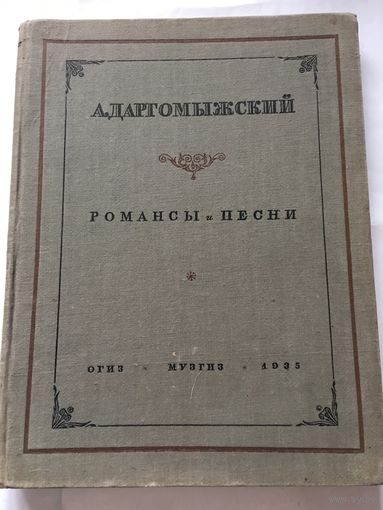 А. ДАРГОМЫЖСКИЙ
РОМАНСЫ и ПЕСНИ
*
ОГИЗ • МУЗГИЗ • 1935